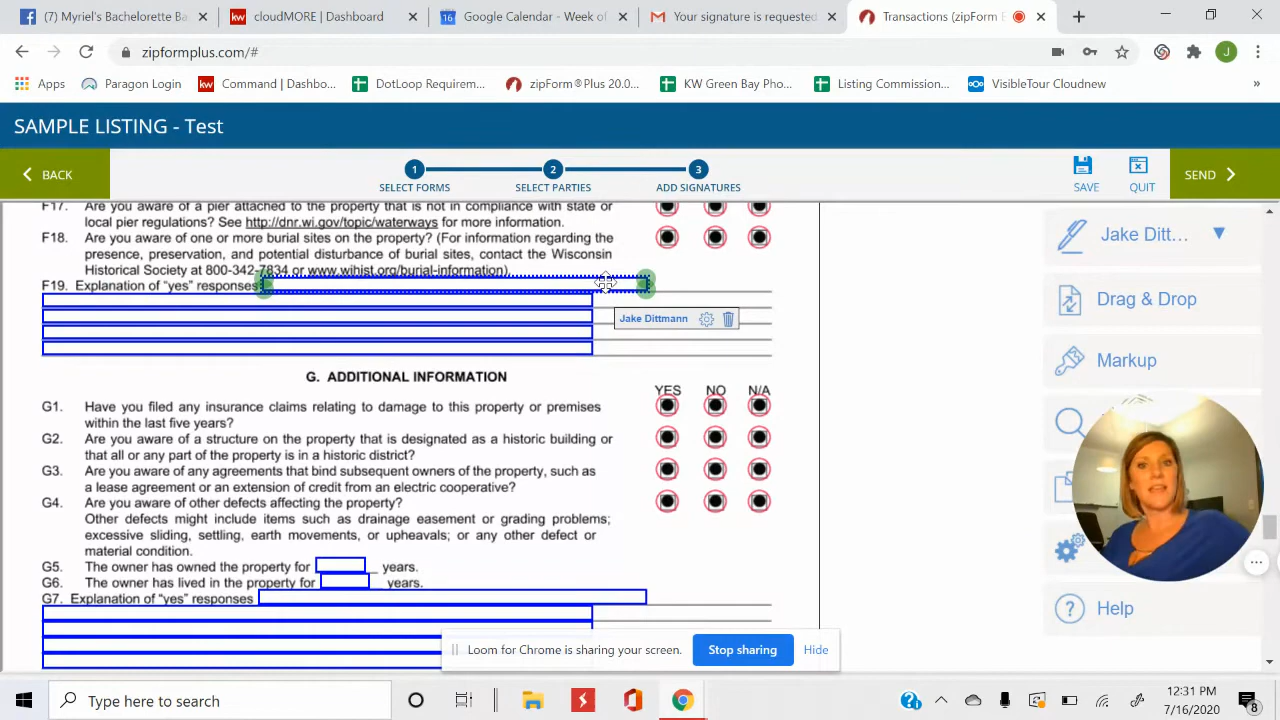 (7) Myriel's Bachelorette Ba
cloudMORE | Dashboard
Google Calendar - Week of
Your signature is requested
Transactions (zipForm E
zipformplus.com/#
J
Apps
Paragon Login
Command | Dashbo...
DotLoop Requirem...
zipForm®Plus 20.0...
KW Green Bay Pho...
Listing Commission...
VisibleTour Cloudnew
»
SAMPLE LISTING - Test
BACK
1
2
3
SELECT FORMS
SELECT PARTIES
ADD SIGNATURES
SAVE
QUIT
SEND
F17. Are you aware of a pier attached to the property that is not in compliance with state or
local pier regulations? See http://dnr.wi.gov/topic/waterways for more information.
F18. Are you aware of one or more burial sites on the property? (For information regarding the
presence, preservation, and potential disturbance of burial sites, contact the Wisconsin
Historical Society at 800-342-7834 or www.wihist.org/burial-information).
F19. Explanation of "yes" responses
Jake Dittmann
G. ADDITIONAL INFORMATION
YES NO N/A
G1. Have you filed any insurance claims relating to damage to this property or premises
within the last five years?
G2. Are you aware of a structure on the property that is designated as a historic building or
that all or any part of the property is in a historic district?
G3. Are you aware of any agreements that bind subsequent owners of the property, such as
a lease agreement or an extension of credit from an electric cooperative?
G4. Are you aware of other defects affecting the property?
Other defects might include items such as drainage easement or grading problems;
excessive sliding, settling, earth movements, or upheavals; or any other defect or
material condition.
G5. The owner has owned the property for years.
G6. The owner has lived in the property for years.
G7. Explanation of "yes" responses
Jake Ditt...
Drag & Drop
Markup
Help
Loom for Chrome is sharing your screen.
Stop sharing
Hide
Type here to search
12:31 PM
7/16/2020
8